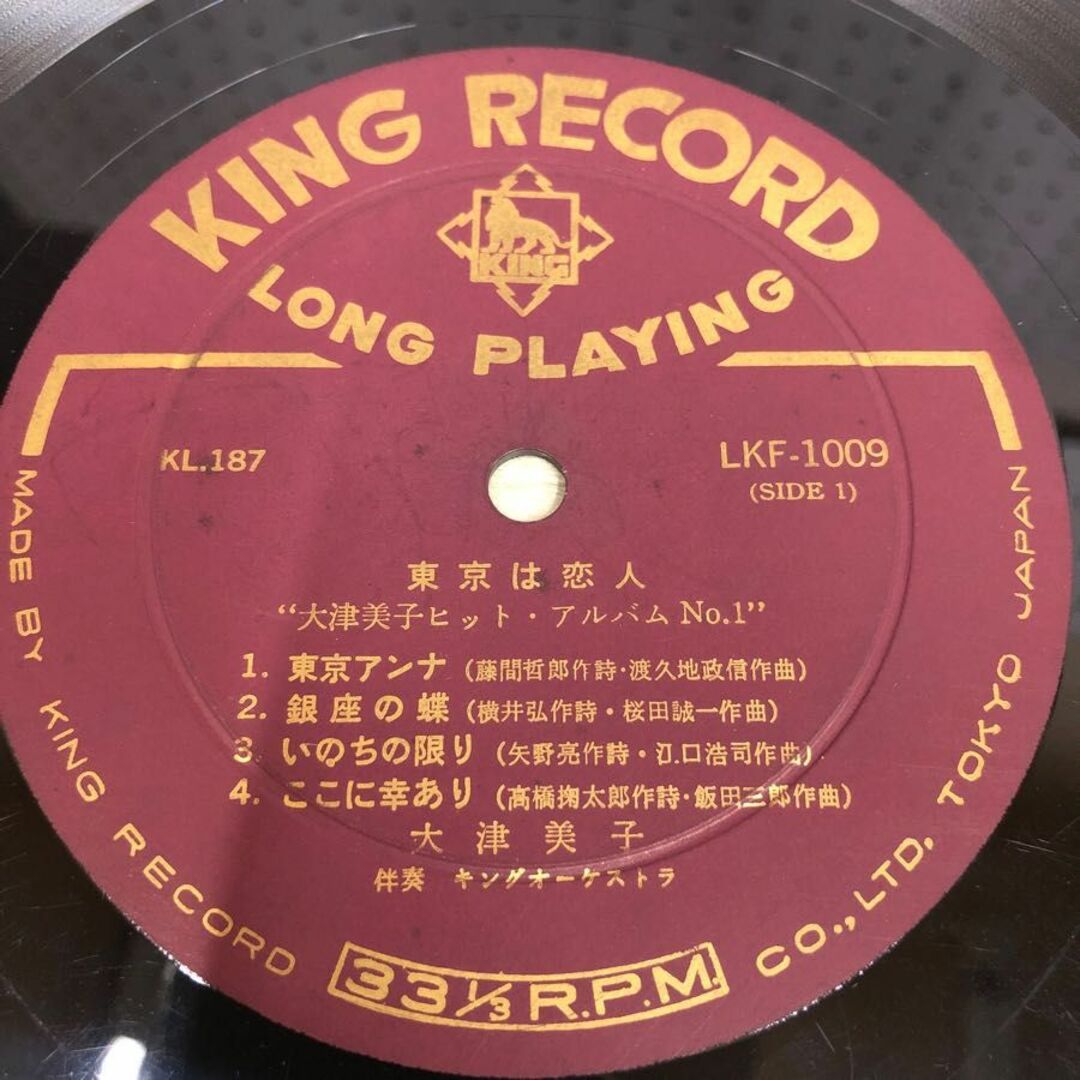 KING RECORD
KING
LONG PLAYING
KL.187
LKF-1009
(SIDE 1)
東京は恋人
“大津美子ヒット・アルバム No.1”
1. 東京アンナ (藤間哲郎作詩・渡久地政信作曲)
2. 銀座の蝶 (横井弘作詩・桜田誠一作曲)
3. いのちの限り (矢野亮作詩・江口浩司作曲)
4. ここに幸あり (高橋掬太郎作詩・飯田三郎作曲)
大津美子
伴奏 キングオーケストラ
33⅓ R.P.M.
MADE BY KING RECORD CO., LTD. TOKYO JAPAN